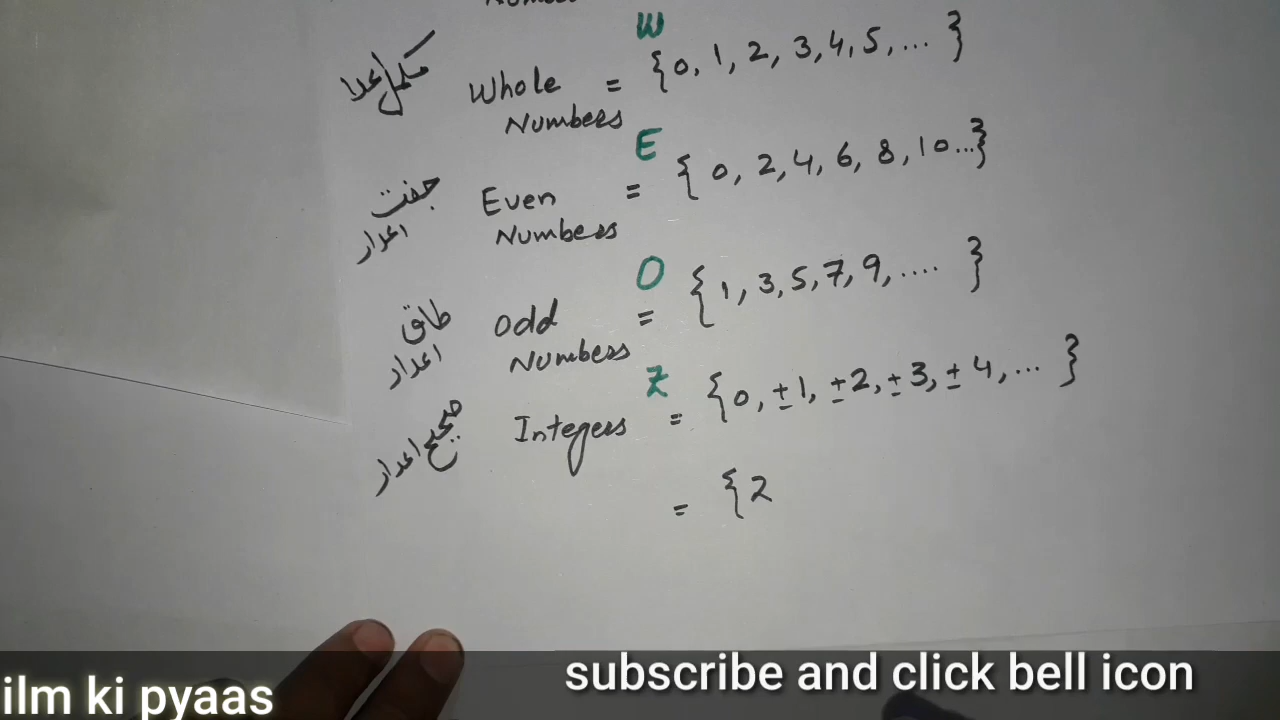 W
مکمل اعداد Whole = {0, 1, 2, 3, 4, 5, ... }
Numbers
E
جفت Even = { 0, 2, 4, 6, 8, 10...}
اعداد Numbers
O
طاق Odd = { 1, 3, 5, 7, 9, .... }
اعداد Numbers
Z
صحیح اعداد Integers = {0, ±1, ±2, ±3, ±4, ... }
= {2
subscribe and click bell icon
ilm ki pyaas